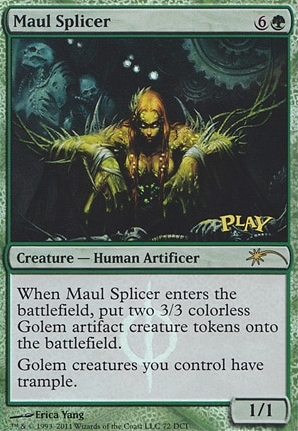 Maul Splicer 6
PLAY
Creature — Human Artificer
When Maul Splicer enters the
battlefield, put two 3/3 colorless
Golem artifact creature tokens onto
the battlefield.
Golem creatures you control have
trample.
Erica Yang
™ & © 1993–2011 Wizards of the Coast LLC 72 DCI
1/1